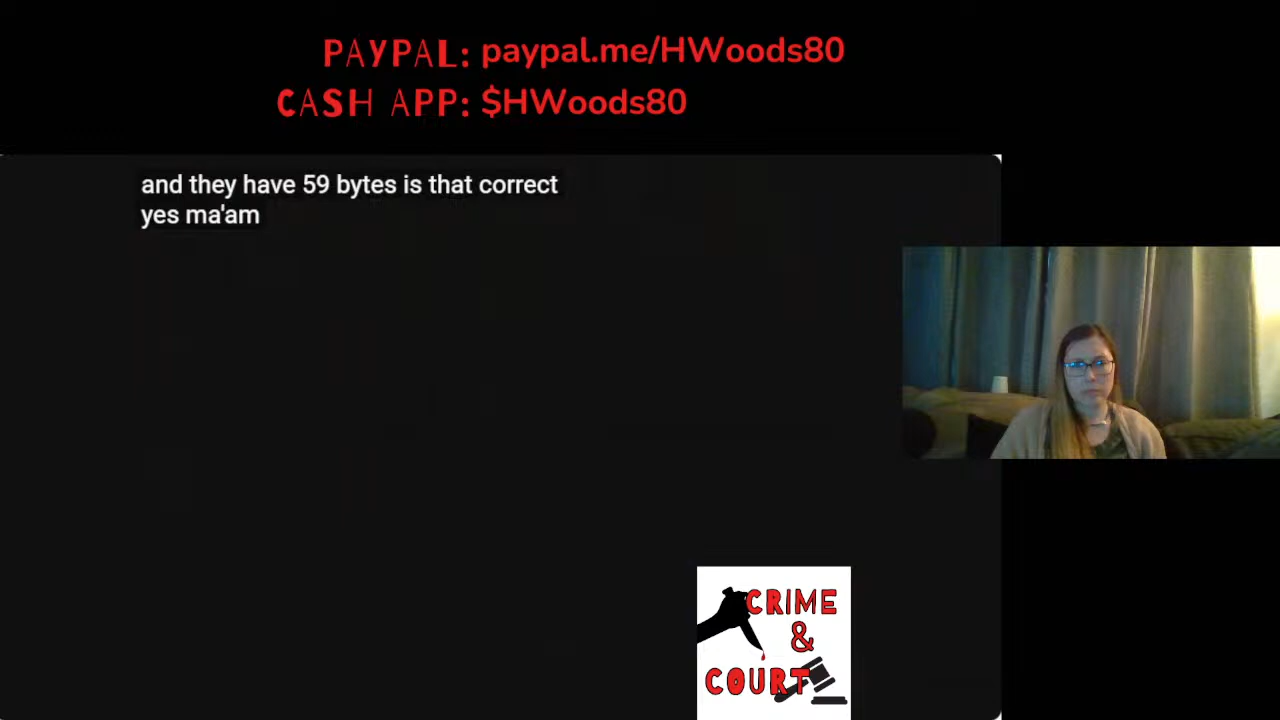 PAYPAL: paypal.me/HWoods80
CASH APP: $HWoods80
and they have 59 bytes is that correct
yes ma'am
CRIME
&
COURT